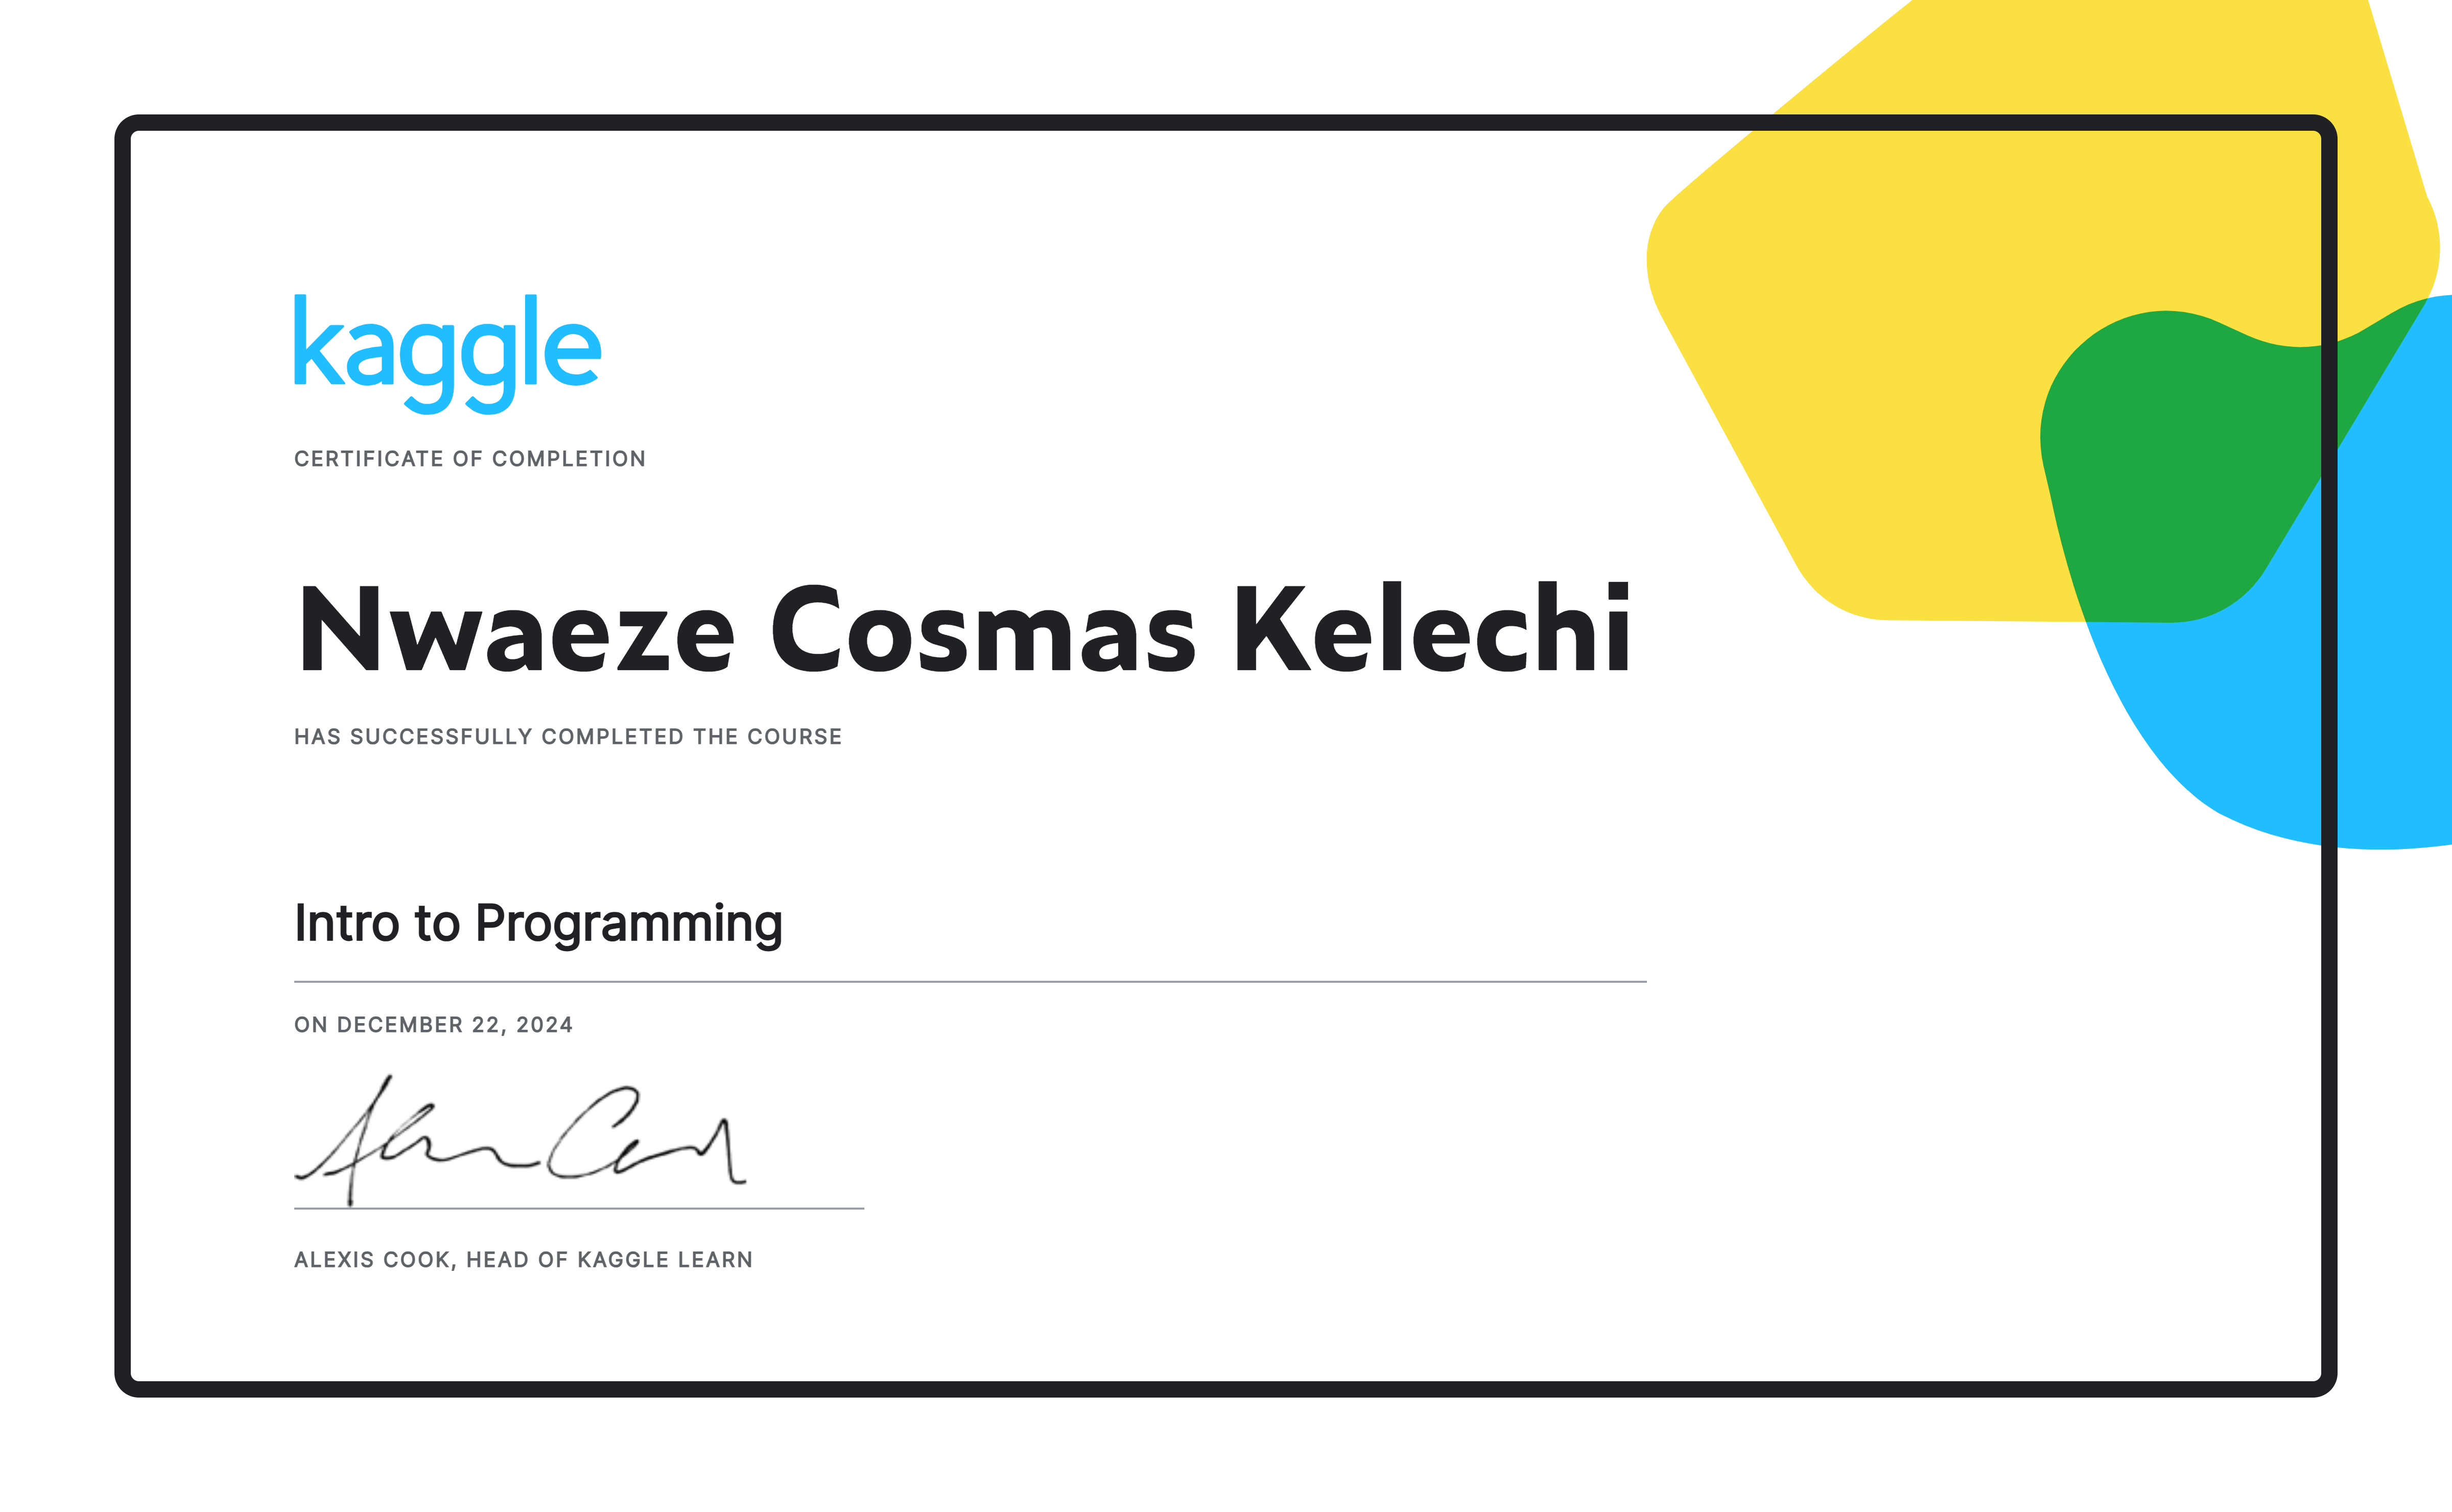 kaggle
CERTIFICATE OF COMPLETION
Nwaeze Cosmas Kelechi
HAS SUCCESSFULLY COMPLETED THE COURSE
Intro to Programming
ON DECEMBER 22, 2024
ALEXIS COOK, HEAD OF KAGGLE LEARN